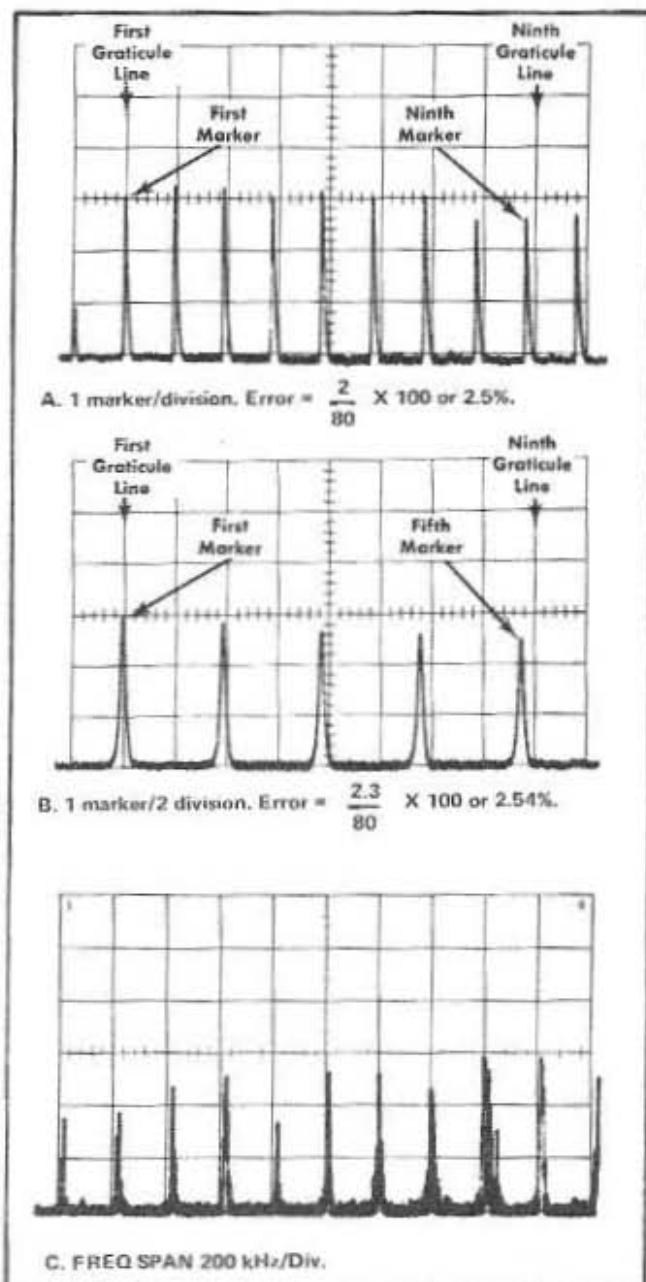 First
Graticule
Line
Ninth
Graticule
Line
First
Marker
Ninth
Marker
A. 1 marker/division. Error = 2/80 X 100 or 2.5%.
First
Graticule
Line
Ninth
Graticule
Line
First
Marker
Fifth
Marker
B. 1 marker/2 division. Error = 2.3/80 X 100 or 2.54%.
C. FREQ SPAN 200 kHz/Div.